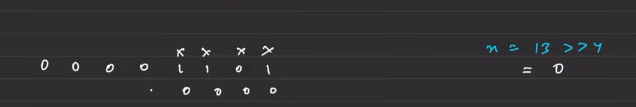 x x x x
n = 13 >> 4
0 0 0 0 1 1 0 1
= 0
. 0 0 0 0